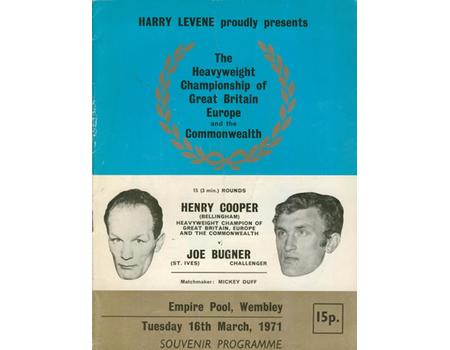 HARRY LEVENE proudly presents
The
Heavyweight
Championship of
Great Britain
Europe
and the
Commonwealth
15 (3 min.) ROUNDS
HENRY COOPER
(BELLINGHAM)
HEAVYWEIGHT CHAMPION OF
GREAT BRITAIN, EUROPE
AND THE COMMONWEALTH
v
JOE BUGNER
(ST. IVES) CHALLENGER
Matchmaker: MICKEY DUFF
Empire Pool, Wembley
Tuesday 16th March, 1971
15p.
SOUVENIR PROGRAMME